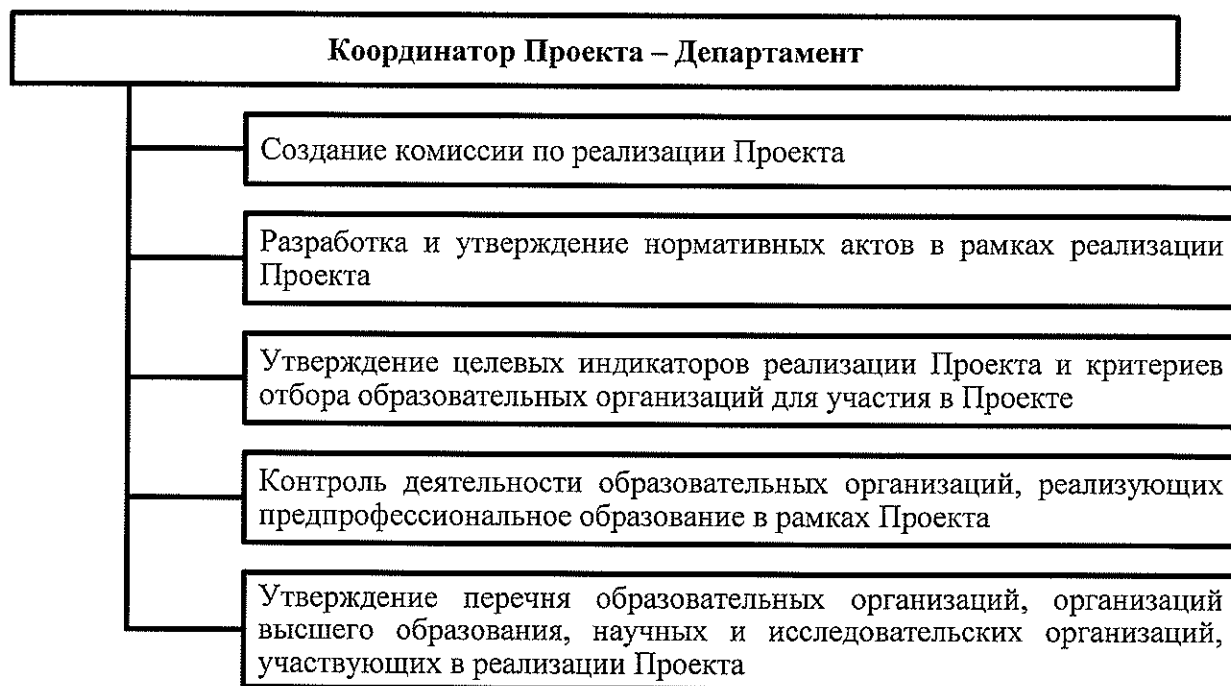 Координатор Проекта – Департамент
Создание комиссии по реализации Проекта
Разработка и утверждение нормативных актов в рамках реализации
Проекта
Утверждение целевых индикаторов реализации Проекта и критериев
отбора образовательных организаций для участия в Проекте
Контроль деятельности образовательных организаций, реализующих
предпрофессиональное образование в рамках Проекта
Утверждение перечня образовательных организаций, организаций
высшего образования, научных и исследовательских организаций,
участвующих в реализации Проекта